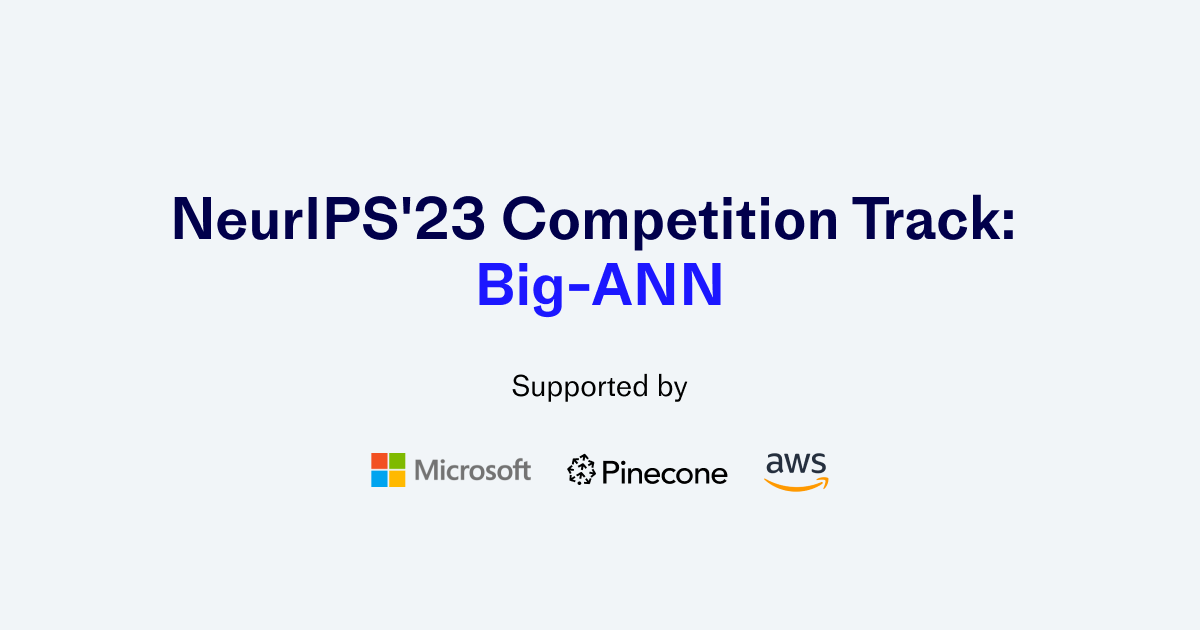 NeurIPS'23 Competition Track:
Big-ANN
Supported by
Microsoft Pinecone aws